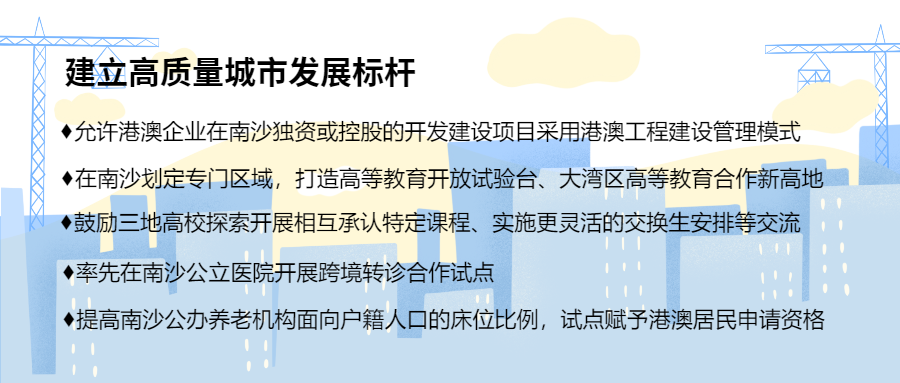 建立高质量城市发展标杆
♦允许港澳企业在南沙独资或控股的开发建设项目采用港澳工程建设管理模式
♦在南沙划定专门区域，打造高等教育开放试验台、大湾区高等教育合作新高地
♦鼓励三地高校探索开展相互承认特定课程、实施更灵活的交换生安排等交流
♦率先在南沙公立医院开展跨境转诊合作试点
♦提高南沙公办养老机构面向户籍人口的床位比例，试点赋予港澳居民申请资格